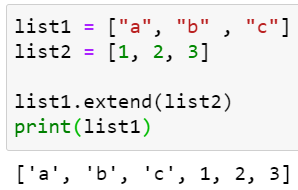 list1 = ["a", "b" , "c"]
list2 = [1, 2, 3]
list1.extend(list2)
print(list1)
['a', 'b', 'c', 1, 2, 3]